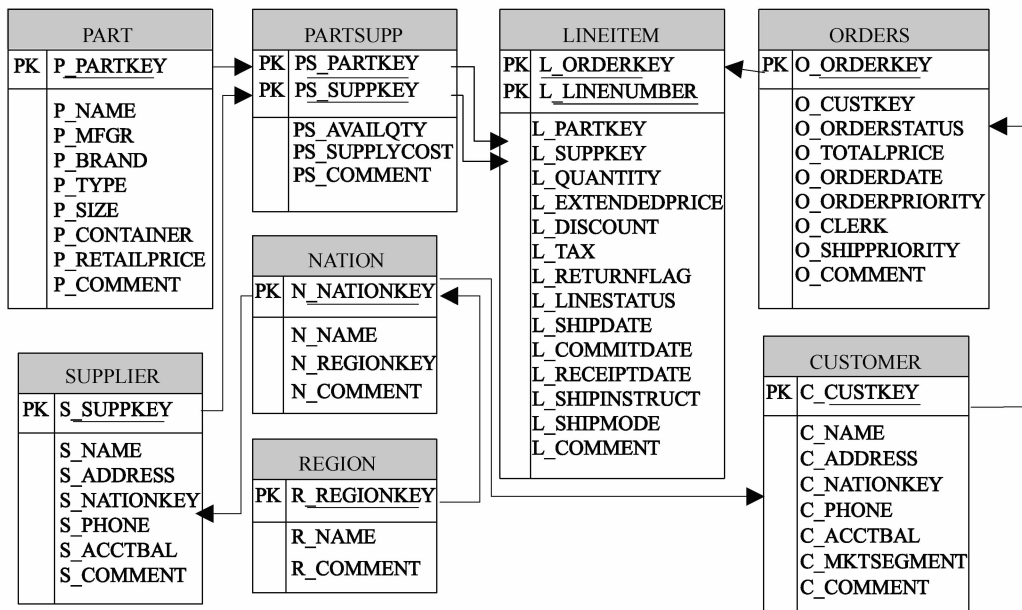 PART
PK P_PARTKEY
P_NAME
P_MFGR
P_BRAND
P_TYPE
P_SIZE
P_CONTAINER
P_RETAILPRICE
P_COMMENT
PARTSUPP
PK PS_PARTKEY
PK PS_SUPPKEY
PS_AVAILQTY
PS_SUPPLYCOST
PS_COMMENT
LINEITEM
PK L_ORDERKEY
PK L_LINENUMBER
L_PARTKEY
L_SUPPKEY
L_QUANTITY
L_EXTENDEDPRICE
L_DISCOUNT
L_TAX
L_RETURNFLAG
L_LINESTATUS
L_SHIPDATE
L_COMMITDATE
L_RECEIPTDATE
L_SHIPINSTRUCT
L_SHIPMODE
L_COMMENT
ORDERS
PK O_ORDERKEY
O_CUSTKEY
O_ORDERSTATUS
O_TOTALPRICE
O_ORDERDATE
O_ORDERPRIORITY
O_CLERK
O_SHIPPRIORITY
O_COMMENT
NATION
PK N_NATIONKEY
N_NAME
N_REGIONKEY
N_COMMENT
SUPPLIER
PK S_SUPPKEY
S_NAME
S_ADDRESS
S_NATIONKEY
S_PHONE
S_ACCTBAL
S_COMMENT
REGION
PK R_REGIONKEY
R_NAME
R_COMMENT
CUSTOMER
PK C_CUSTKEY
C_NAME
C_ADDRESS
C_NATIONKEY
C_PHONE
C_ACCTBAL
C_MKTSEGMENT
C_COMMENT